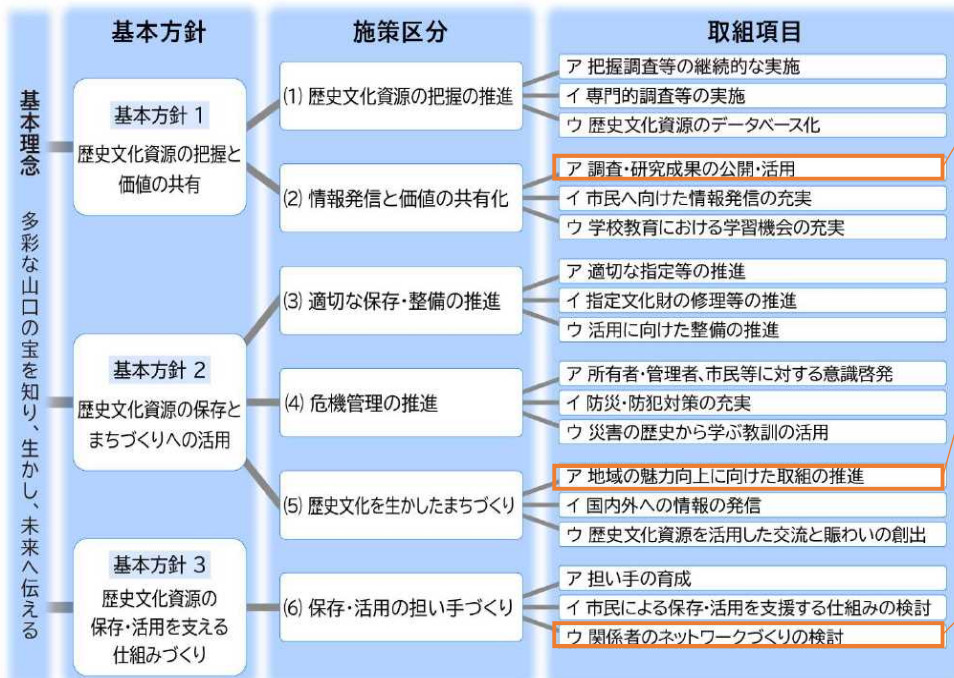 基本方針
施策区分
取組項目
基本理念 多彩な山口の宝を知り、生かし、未来へ伝える
基本方針 1
歴史文化資源の把握と
価値の共有
(1) 歴史文化資源の把握の推進
ア 把握調査等の継続的な実施
イ 専門的調査等の実施
ウ 歴史文化資源のデータベース化
(2) 情報発信と価値の共有化
ア 調査・研究成果の公開・活用
イ 市民へ向けた情報発信の充実
ウ 学校教育における学習機会の充実
基本方針 2
歴史文化資源の保存と
まちづくりへの活用
(3) 適切な保存・整備の推進
ア 適切な指定等の推進
イ 指定文化財の修理等の推進
ウ 活用に向けた整備の推進
(4) 危機管理の推進
ア 所有者・管理者、市民等に対する意識啓発
イ 防災・防犯対策の充実
ウ 災害の歴史から学ぶ教訓の活用
(5) 歴史文化を生かしたまちづくり
ア 地域の魅力向上に向けた取組の推進
イ 国内外への情報の発信
ウ 歴史文化資源を活用した交流と賑わいの創出
基本方針 3
歴史文化資源の
保存・活用を支える
仕組みづくり
(6) 保存・活用の担い手づくり
ア 担い手の育成
イ 市民による保存・活用を支援する仕組みの検討
ウ 関係者のネットワークづくりの検討